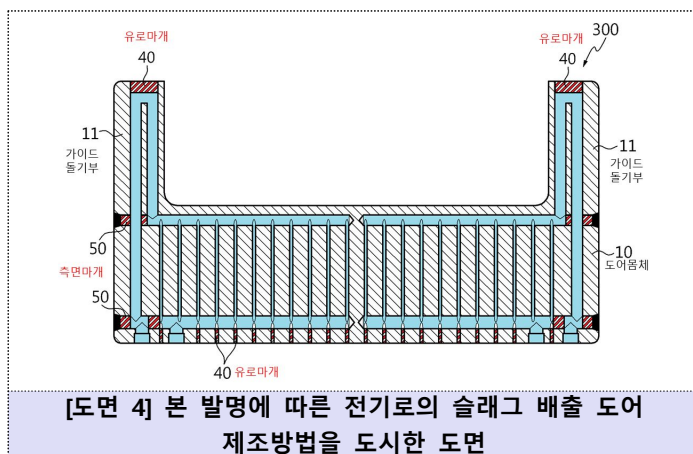 유로마개
40
유로마개
40
300
11
가이드
돌기부
11
가이드
돌기부
50
10
도어몸체
측면마개
50
40 유로마개
[도면 4] 본 발명에 따른 전기로의 슬래그 배출 도어
제조방법을 도시한 도면